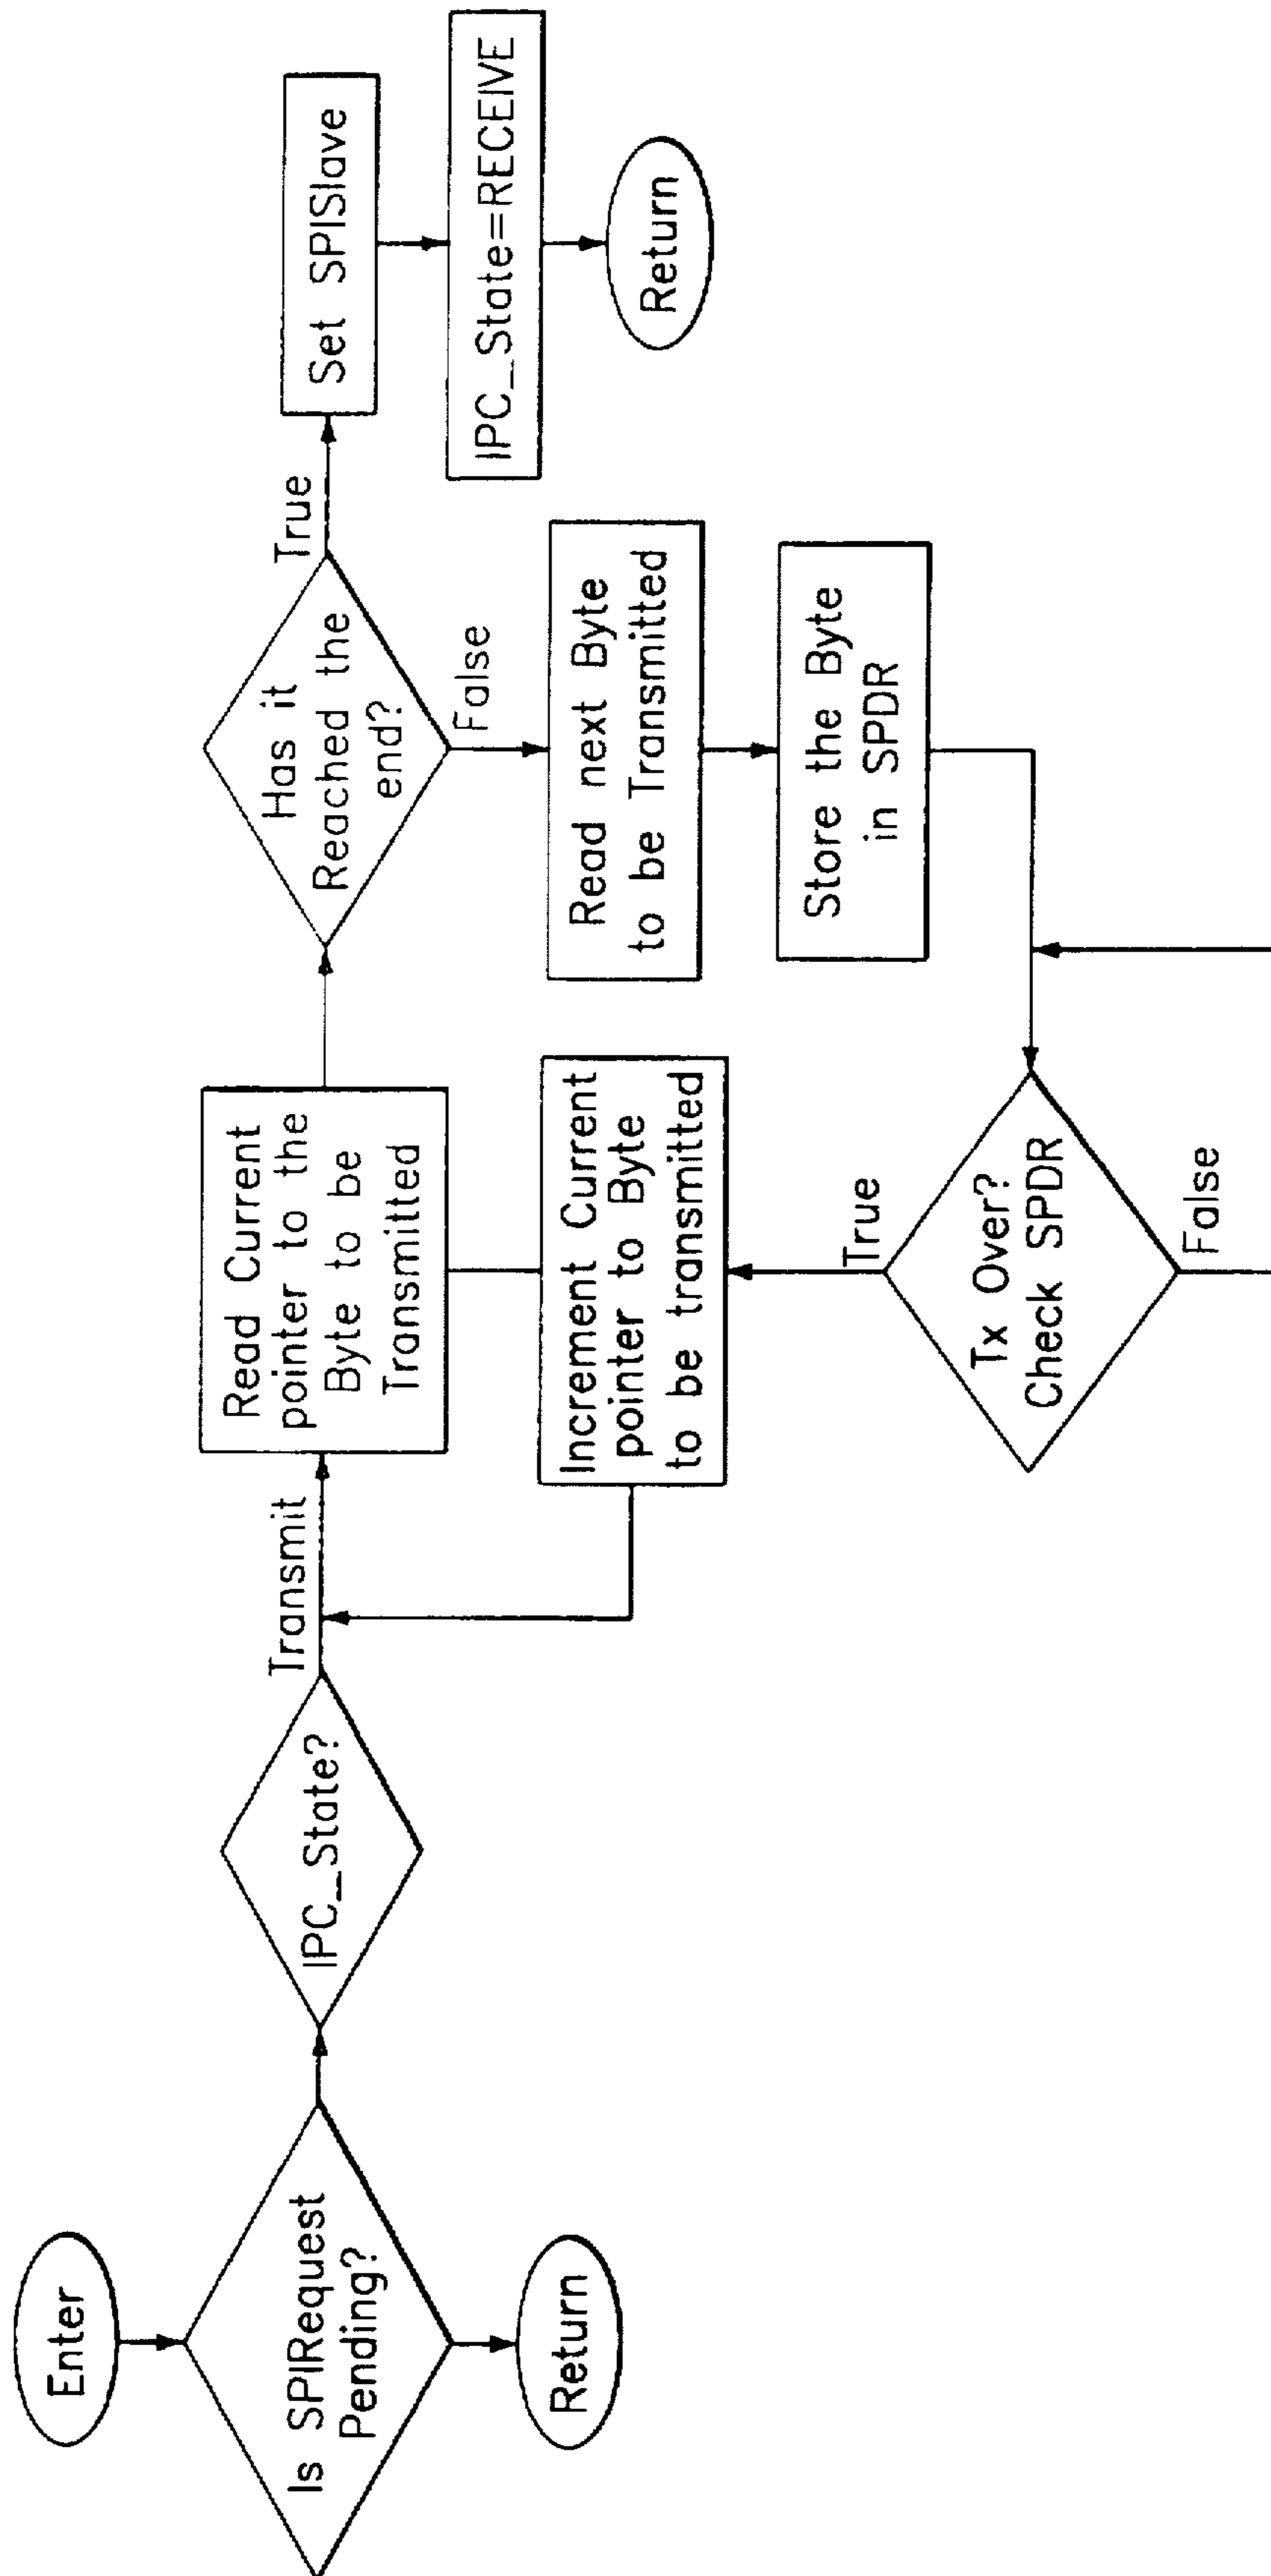 Enter
Is SPIRequest
Pending?
Return
IPC_State?
Transmit
Read Current
pointer to the
Byte to be
Transmitted
Increment Current
pointer to Byte
to be transmitted
True
Tx Over?
Check SPDR
False
Has it
Reached the
end?
True
False
Read next Byte
to be Transmitted
Store the Byte
in SPDR
Set SPISlave
IPC_State=RECEIVE
Return